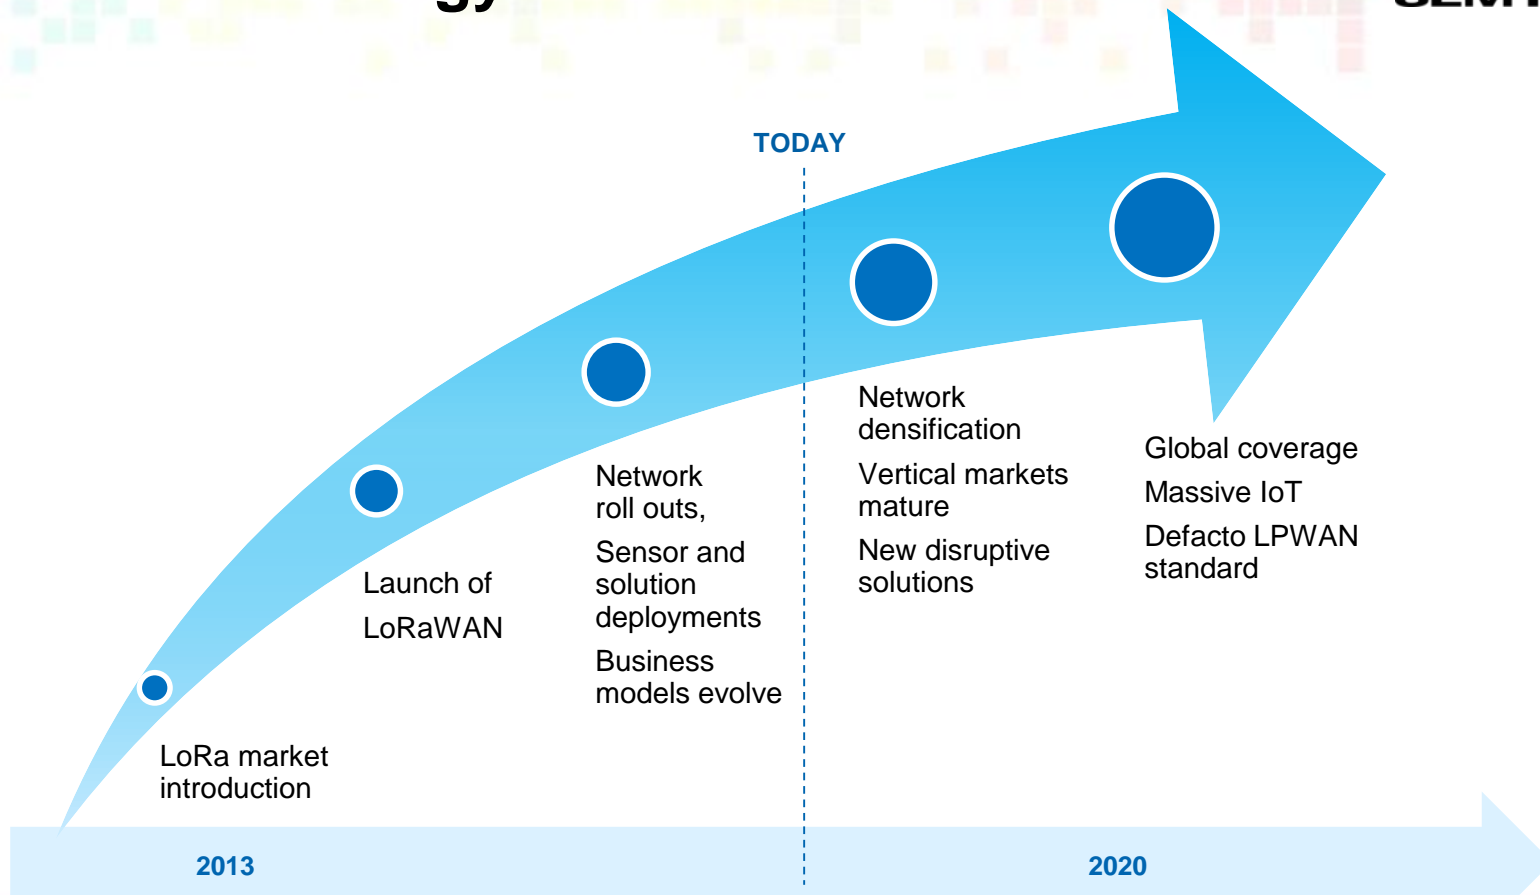 TODAY
Network
densification
Vertical markets
mature
New disruptive
solutions
Global coverage
Massive IoT
Defacto LPWAN
standard
Network
roll outs,
Sensor and
solution
deployments
Business
models evolve
Launch of
LoRaWAN
LoRa market
introduction
2013
2020